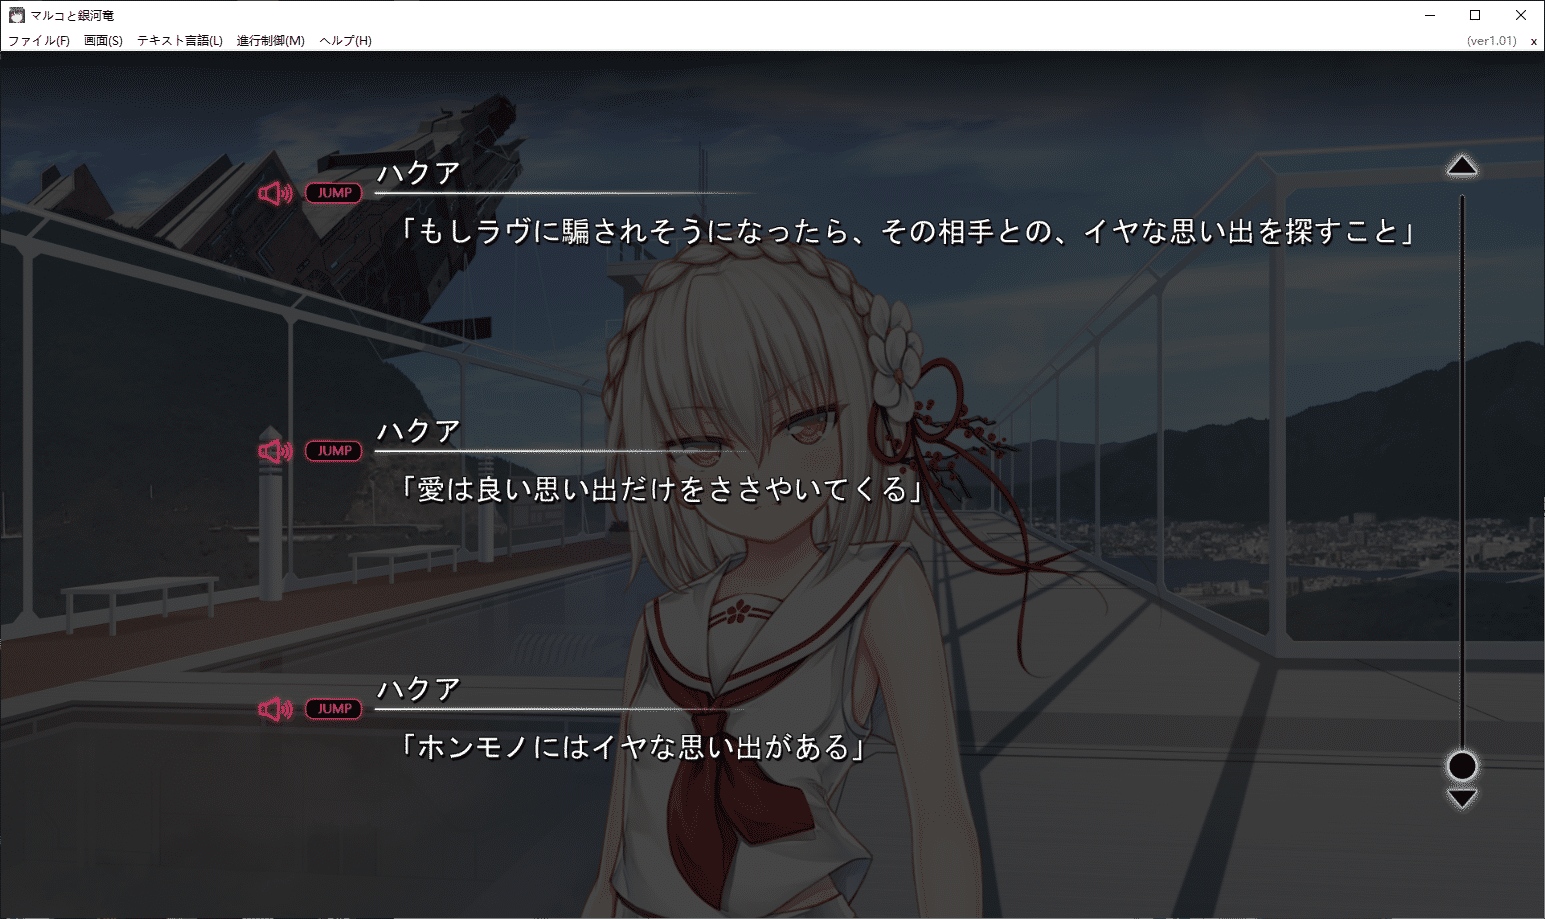 マルコと銀河竜
ファイル(F) 画面(S) テキスト言語(L) 進行制御(M) ヘルプ(H) (ver1.01) x
ハクア
JUMP
「もしラヴに騙されそうになったら、その相手との、イヤな思い出を探すこと」
ハクア
JUMP
「愛は良い思い出だけをささやいてくる」
ハクア
JUMP
「ホンモノにはイヤな思い出がある」